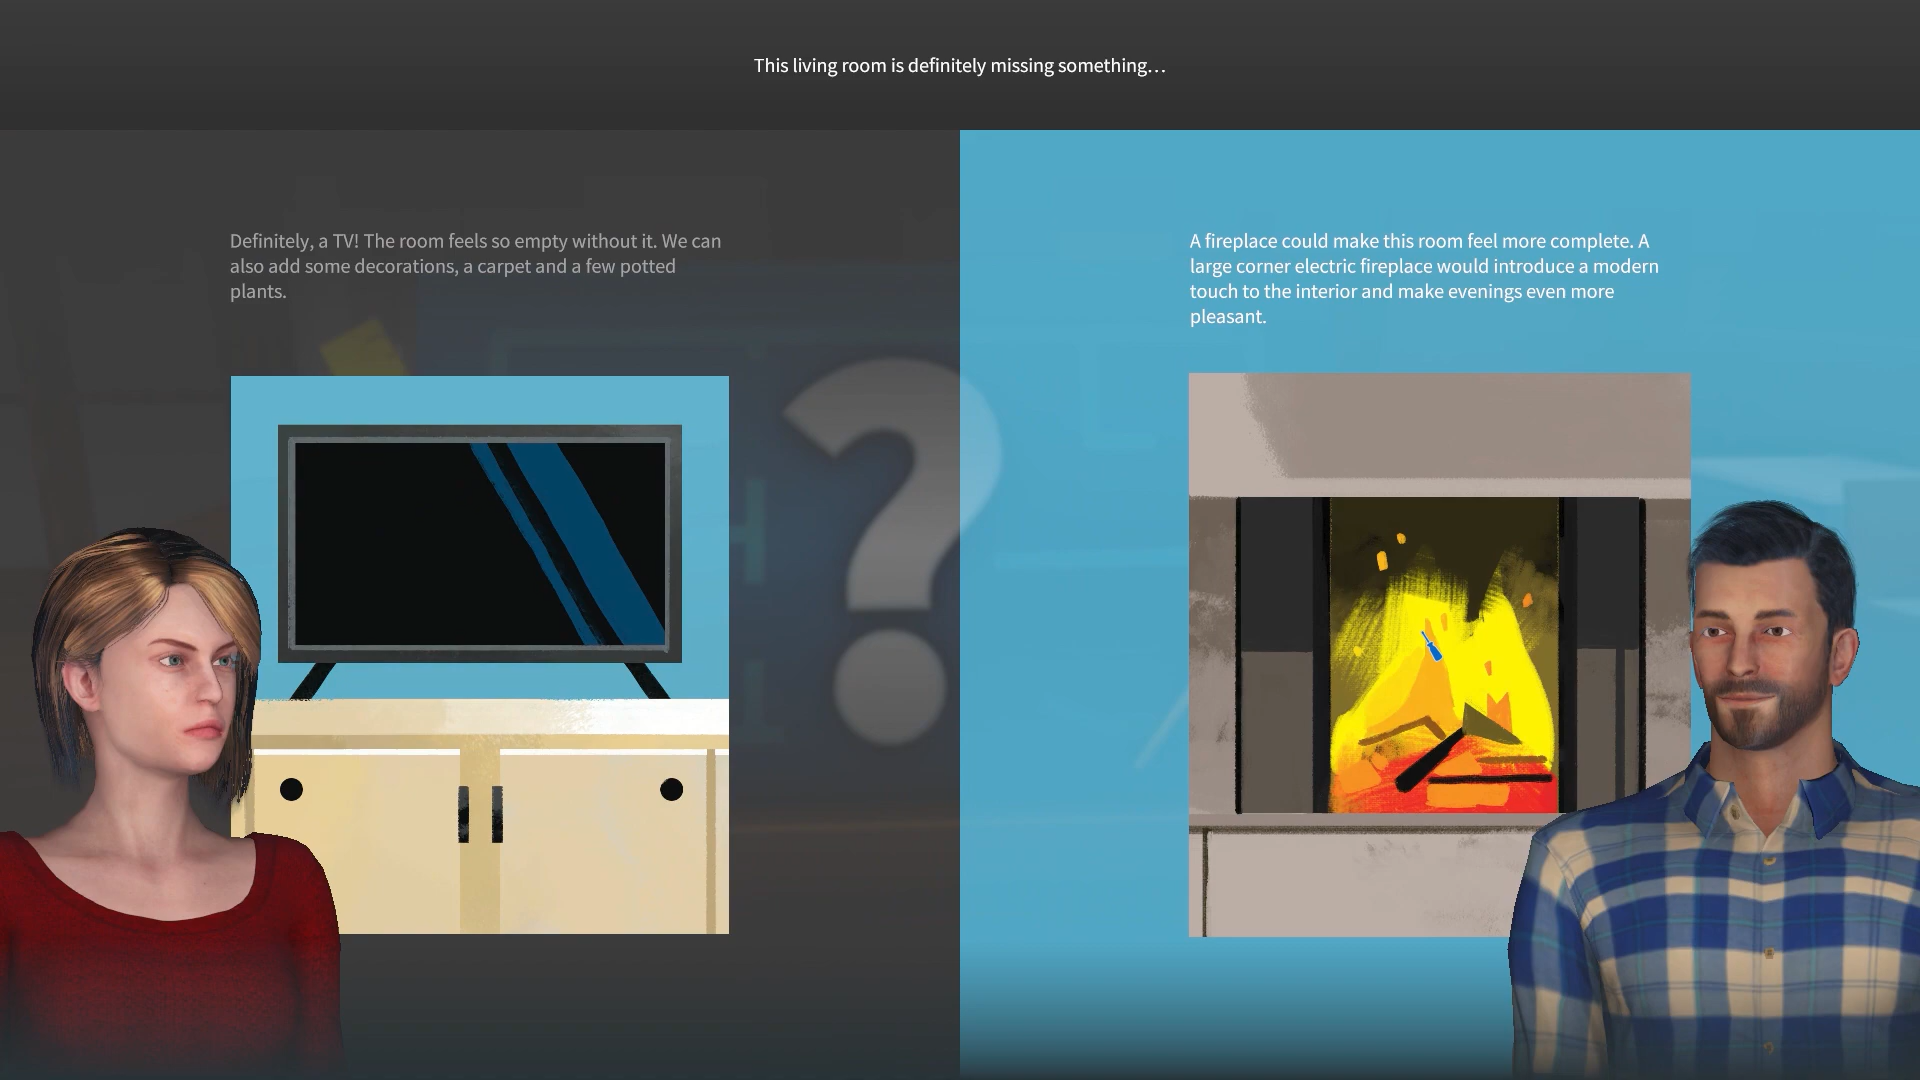 This living room is definitely missing something…
Definitely, a TV! The room feels so empty without it. We can
also add some decorations, a carpet and a few potted
plants.
A fireplace could make this room feel more complete. A
large corner electric fireplace would introduce a modern
touch to the interior and make evenings even more
pleasant.
?